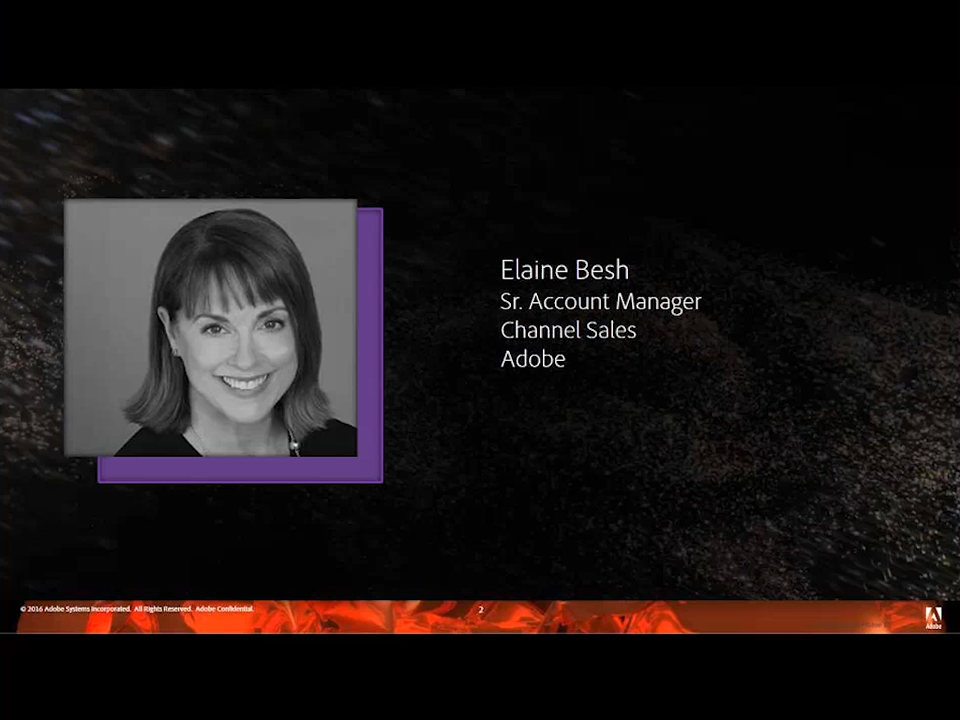 Elaine Besh
Sr. Account Manager
Channel Sales
Adobe
© 2016 Adobe Systems Incorporated. All Rights Reserved. Adobe Confidential.
2
Adobe